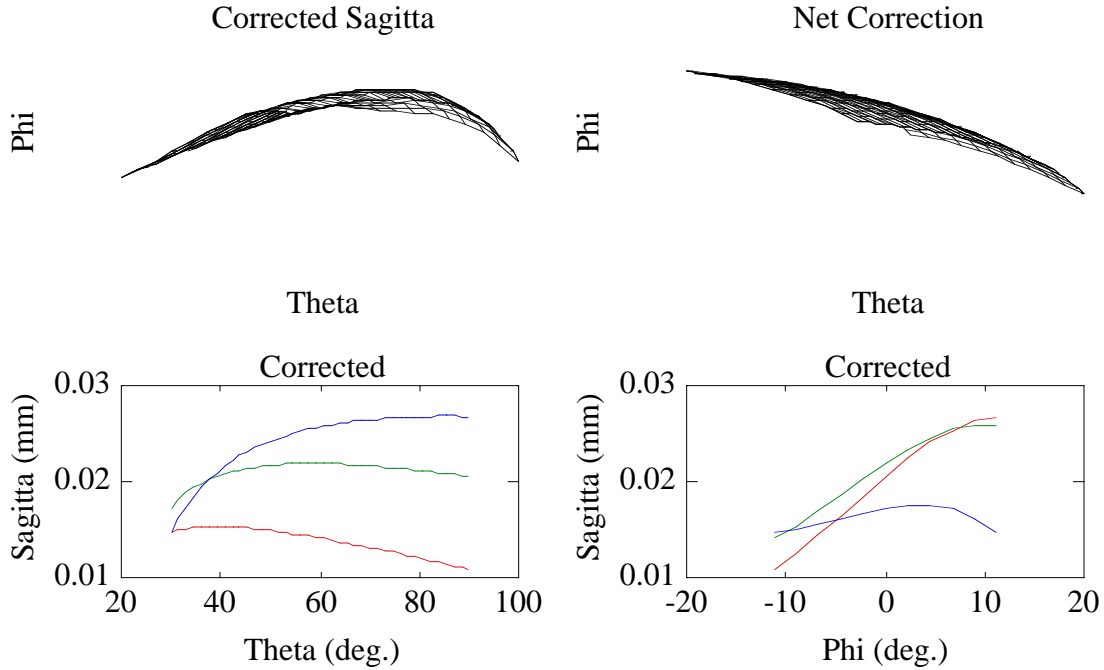 Corrected Sagitta
Phi
Theta
Net Correction
Phi
Theta
Corrected
Sagitta (mm)
0.03
0.02
0.01
20 40 60 80 100
Theta (deg.)
Corrected
Sagitta (mm)
0.03
0.02
0.01
-20 -10 0 10 20
Phi (deg.)